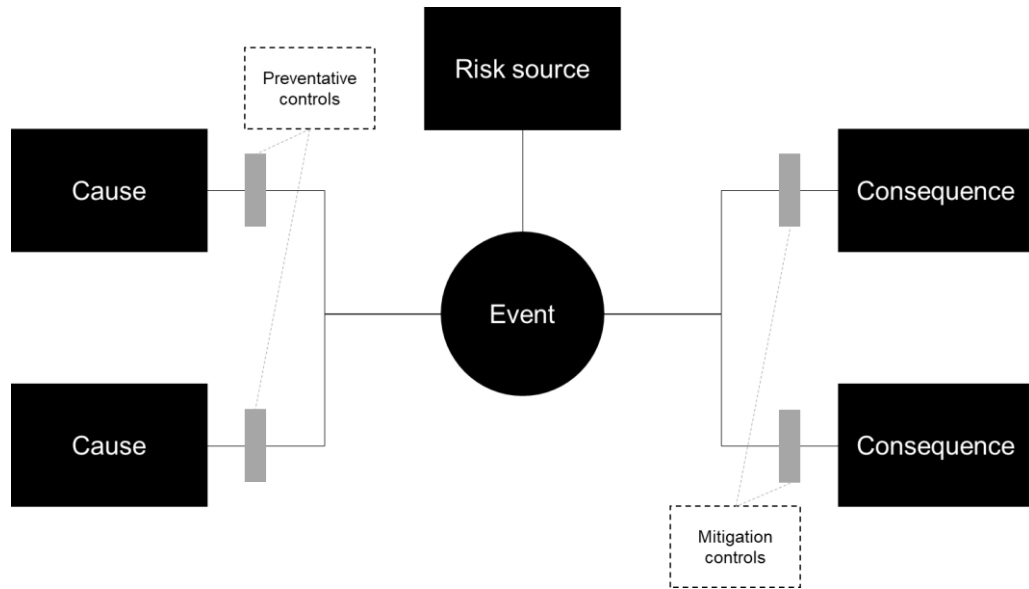 Risk source
Preventative
controls
Cause
Consequence
Event
Cause
Consequence
Mitigation
controls